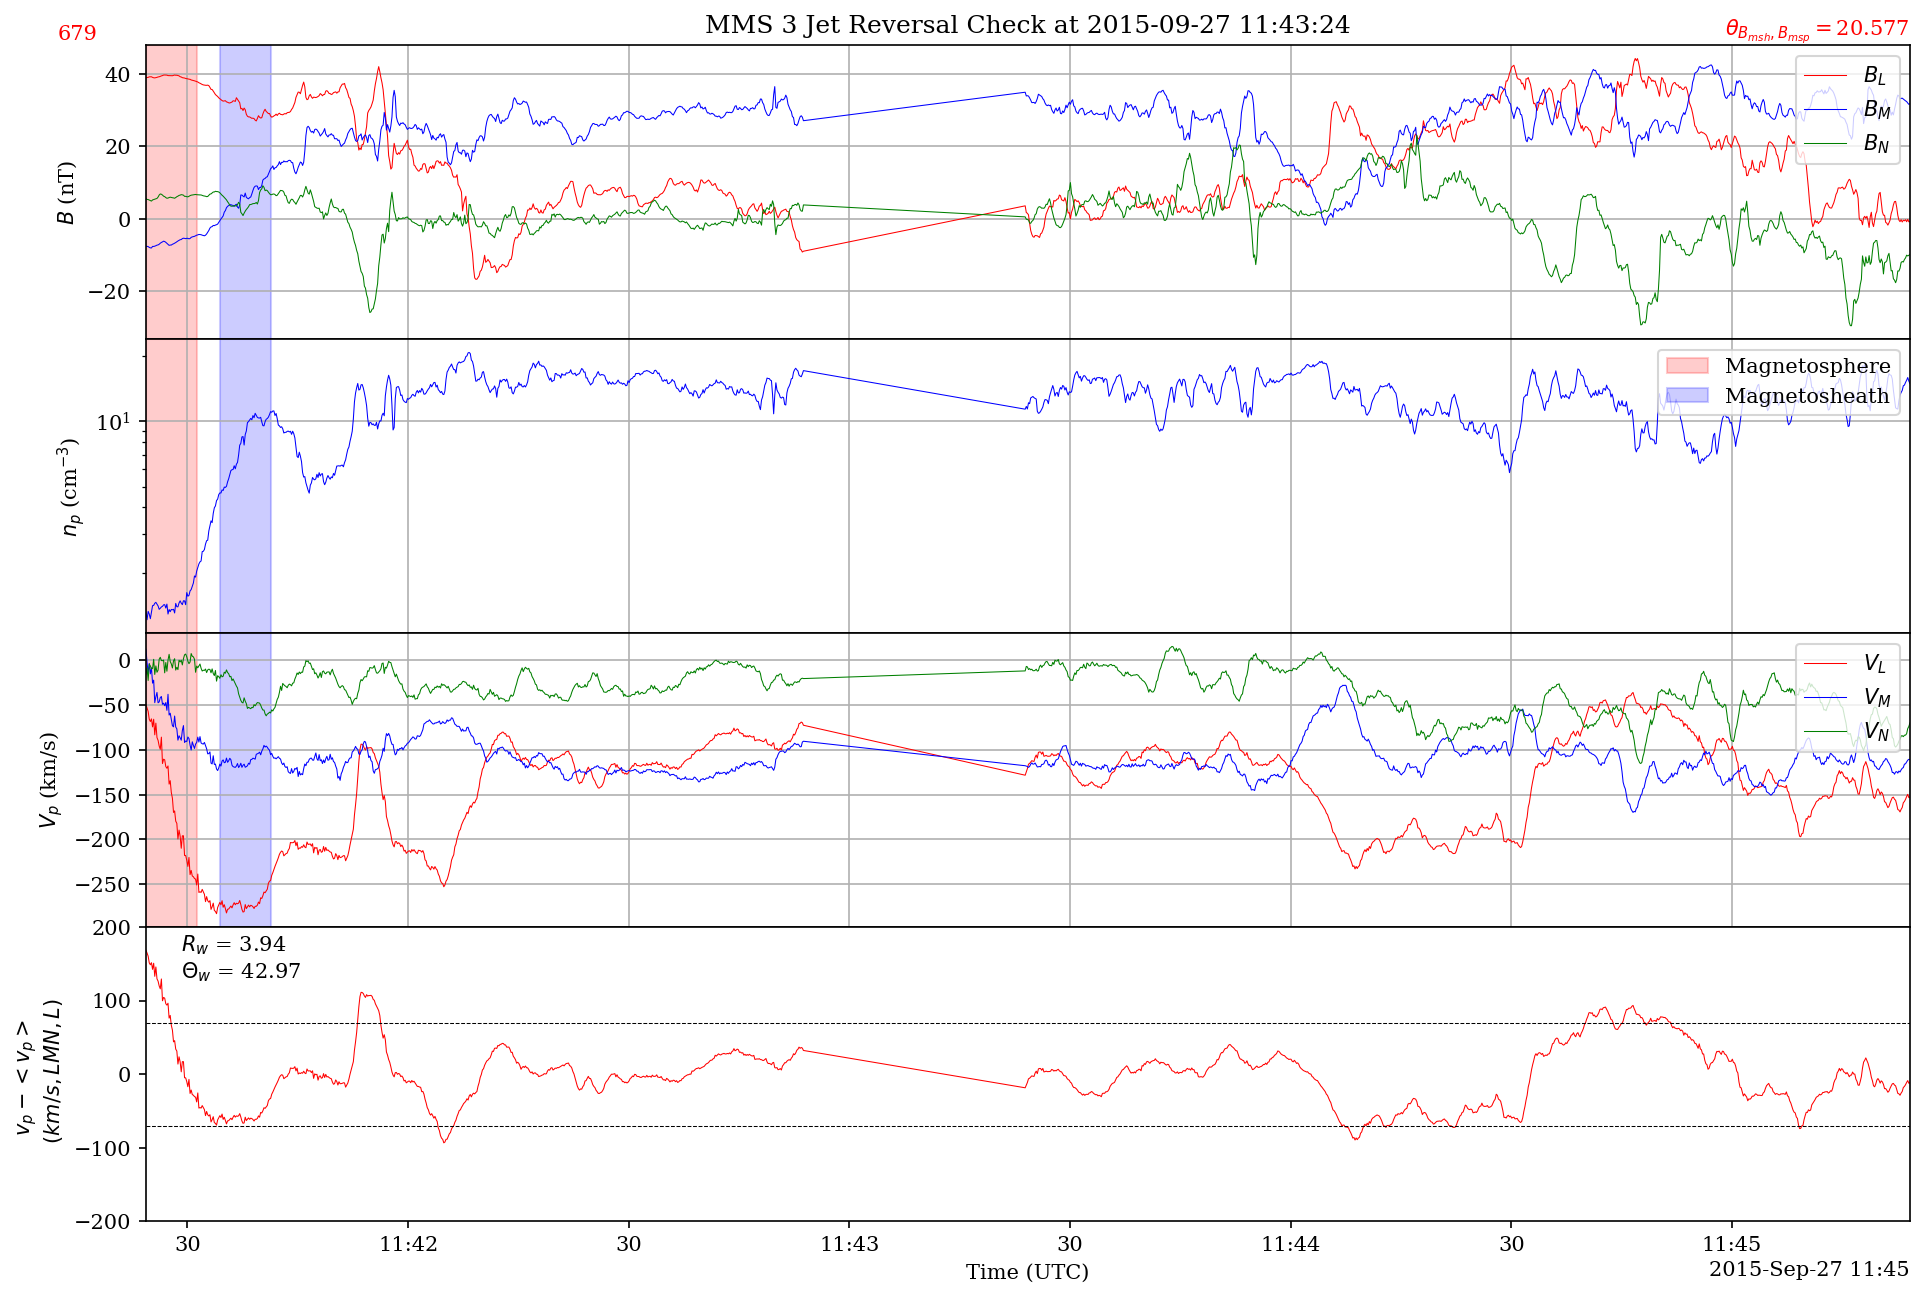 MMS 3 Jet Reversal Check at 2015-09-27 11:43:24
679
θ_{B_{msh}, B_{msp}} = 20.577
40
20
0
−20
B (nT)
B_L
B_M
B_N
10^1
n_p (cm^{−3})
Magnetosphere
Magnetosheath
0
−50
−100
−150
−200
−250
V_p (km/s)
V_L
V_M
V_N
200
100
0
−100
−200
v_p − < v_p >
(km/s, LMN, L)
R_w = 3.94
Θ_w = 42.97
30
11:42
30
11:43
30
11:44
30
11:45
Time (UTC)
2015-Sep-27 11:45